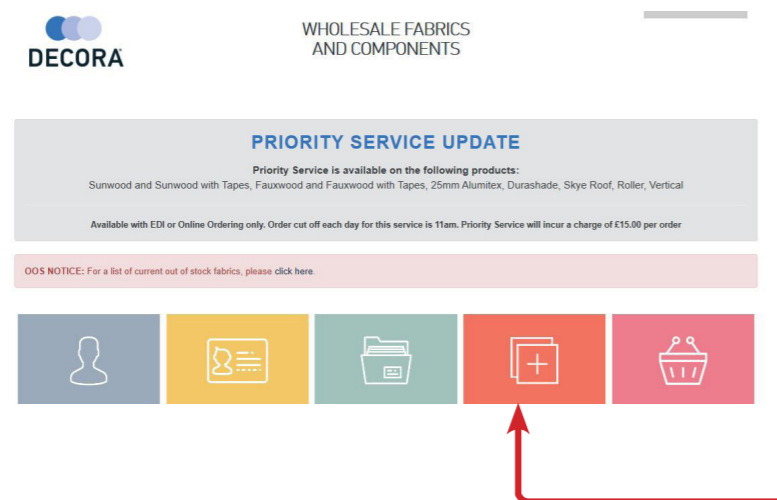 DECORA
WHOLESALE FABRICS
AND COMPONENTS
PRIORITY SERVICE UPDATE
Priority Service is available on the following products:
Sunwood and Sunwood with Tapes, Fauxwood and Fauxwood with Tapes, 25mm Alumitex, Durashade, Skye Roof, Roller, Vertical
Available with EDI or Online Ordering only. Order cut off each day for this service is 11am. Priority Service will incur a charge of £15.00 per order
OOS NOTICE: For a list of current out of stock fabrics, please click here.